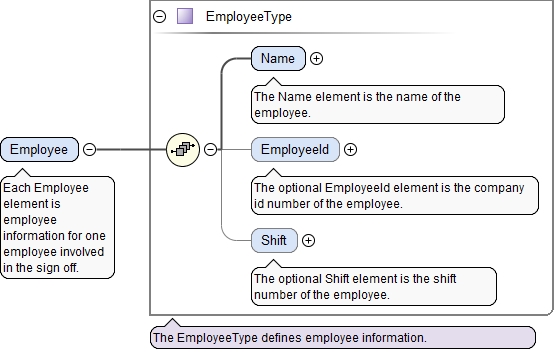 EmployeeType
Name
The Name element is the name of the
employee.
Employee
Each Employee
element is
employee
information for one
employee involved
in the sign off.
EmployeeId
The optional EmployeeId element is the company
id number of the employee.
Shift
The optional Shift element is the shift
number of the employee.
The EmployeeType defines employee information.